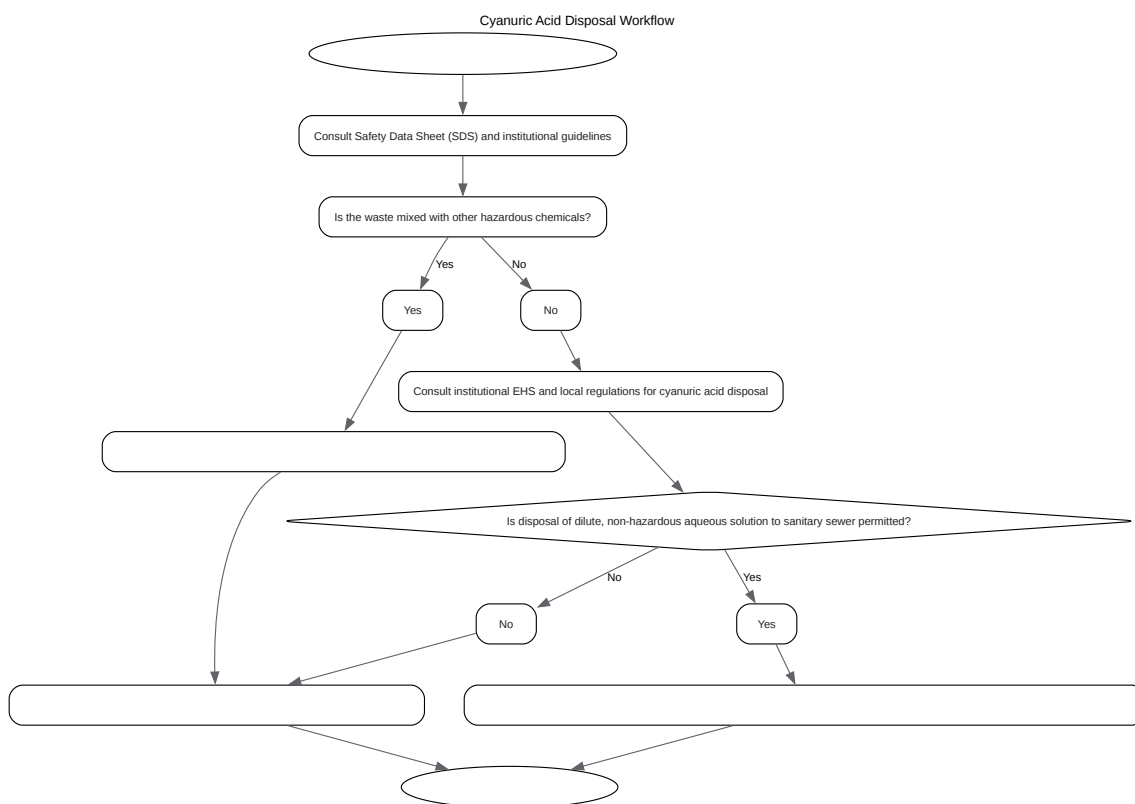 Cyanuric Acid Disposal Workflow
Consult Safety Data Sheet (SDS) and institutional guidelines
Is the waste mixed with other hazardous chemicals?
Yes
No
Yes
No
Consult institutional EHS and local regulations for cyanuric acid disposal
Is disposal of dilute, non-hazardous aqueous solution to sanitary sewer permitted?
No
Yes
No
Yes